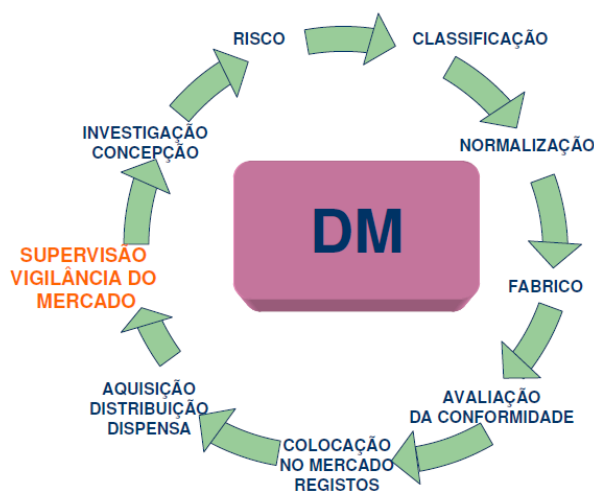 RISCO
CLASSIFICAÇÃO
NORMALIZAÇÃO
FABRICO
AVALIAÇÃO
DA CONFORMIDADE
COLOCAÇÃO
NO MERCADO
REGISTOS
AQUISIÇÃO
DISTRIBUIÇÃO
DISPENSA
SUPERVISÃO
VIGILÂNCIA DO
MERCADO
INVESTIGAÇÃO
CONCEPÇÃO
DM